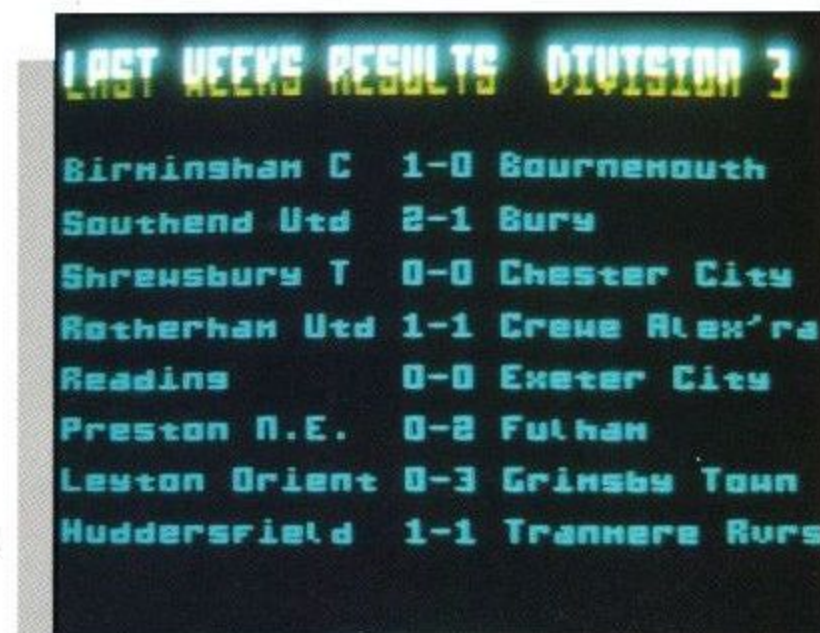 LAST WEEKS RESULTS DIVISION 3
Birmingham C 1-0 Bournemouth
Southend Utd 2-1 Bury
Shrewsbury T 0-0 Chester City
Rotherham Utd 1-1 Crewe Alex'ra
Reading 0-0 Exeter City
Preston N.E. 0-2 Fulham
Leyton Orient 0-3 Grimsby Town
Huddersfield 1-1 Tranmere Rvrs